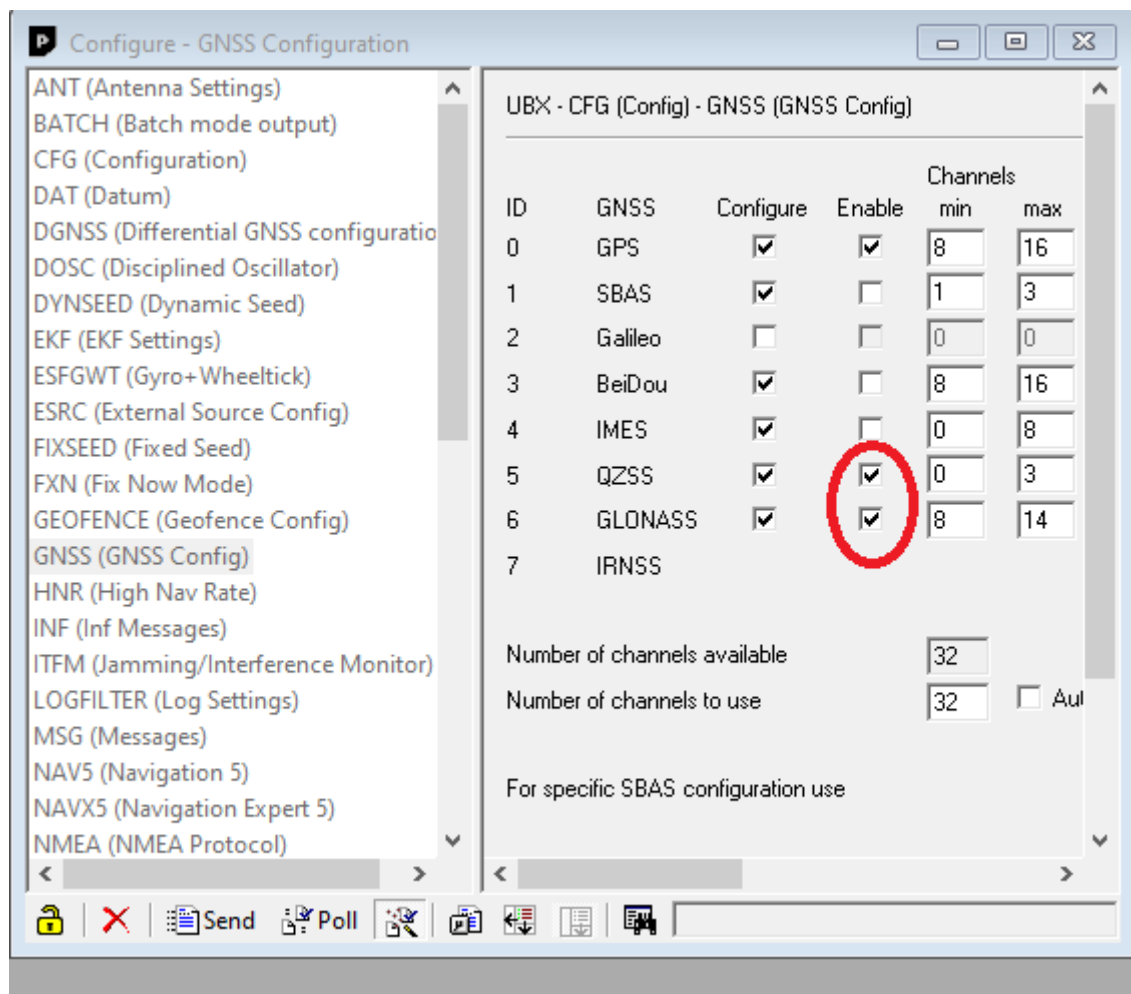 Configure - GNSS Configuration
ANT (Antenna Settings)
BATCH (Batch mode output)
CFG (Configuration)
DAT (Datum)
DGNSS (Differential GNSS configuratio
DOSC (Disciplined Oscillator)
DYNSEED (Dynamic Seed)
EKF (EKF Settings)
ESFGWT (Gyro+Wheeltick)
ESRC (External Source Config)
FIXSEED (Fixed Seed)
FXN (Fix Now Mode)
GEOFENCE (Geofence Config)
GNSS (GNSS Config)
HNR (High Nav Rate)
INF (Inf Messages)
ITFM (Jamming/Interference Monitor)
LOGFILTER (Log Settings)
MSG (Messages)
NAV5 (Navigation 5)
NAVX5 (Navigation Expert 5)
NMEA (NMEA Protocol)
UBX - CFG (Config) - GNSS (GNSS Config)
Channels
ID GNSS Configure Enable min max
0 GPS 8 16
1 SBAS 1 3
2 Galileo 0 0
3 BeiDou 8 16
4 IMES 0 8
5 QZSS 0 3
6 GLONASS 8 14
7 IRNSS
Number of channels available 32
Number of channels to use 32 Aut
For specific SBAS configuration use
Send Poll